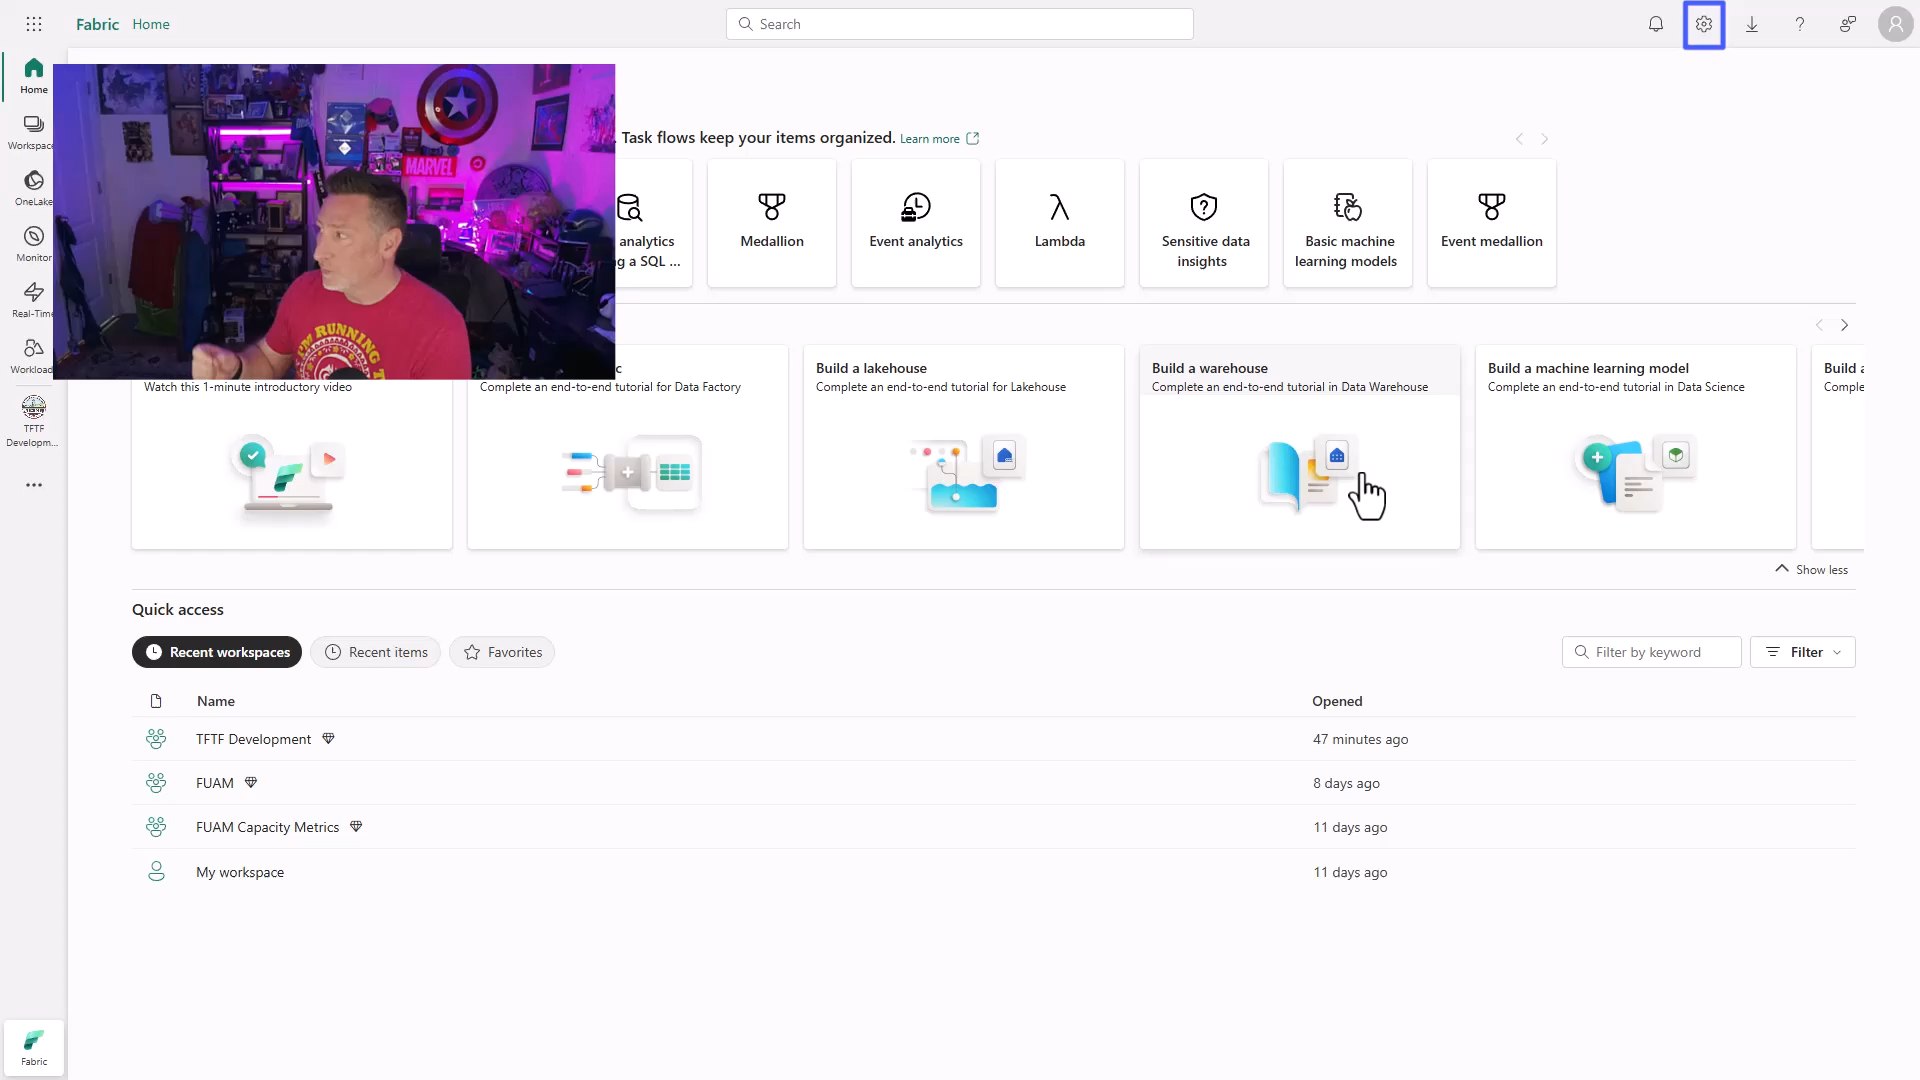 Fabric Home
Search
Home
Workspace
OneLake
Monitor
Real-Time
Workload
TFTF
Developm...
Fabric
MARVEL
I'M RUNNING
. Task flows keep your items organized. Learn more
analytics
g a SQL ...
Medallion
Event analytics
Lambda
Sensitive data
insights
Basic machine
learning models
Event medallion
Watch this 1-minute introductory video
c
Complete an end-to-end tutorial for Data Factory
Build a lakehouse
Complete an end-to-end tutorial for Lakehouse
Build a warehouse
Complete an end-to-end tutorial in Data Warehouse
Build a machine learning model
Complete an end-to-end tutorial in Data Science
Build a
Comple
Show less
Quick access
Recent workspaces
Recent items
Favorites
Filter by keyword
Filter
Name Opened
TFTF Development 47 minutes ago
FUAM 8 days ago
FUAM Capacity Metrics 11 days ago
My workspace 11 days ago